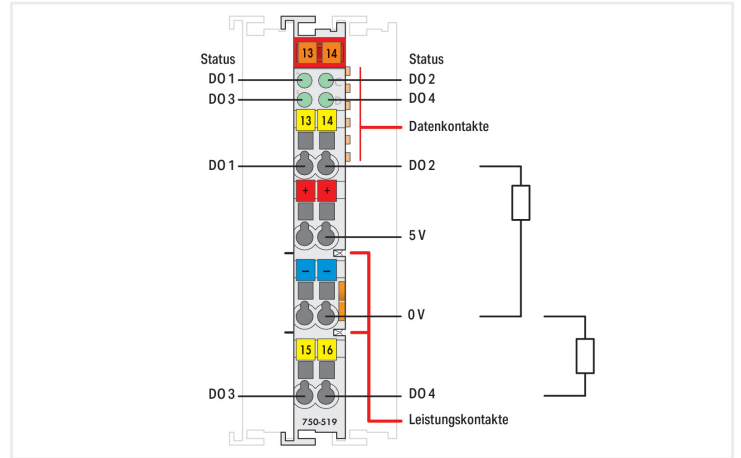 13 14
Status Status
DO 1 DO 2
DO 3 DO 4
13 14
Datenkontakte
DO 1 DO 2
+ +
5 V
– –
0 V
15 16
DO 3 DO 4
750-519
Leistungskontakte